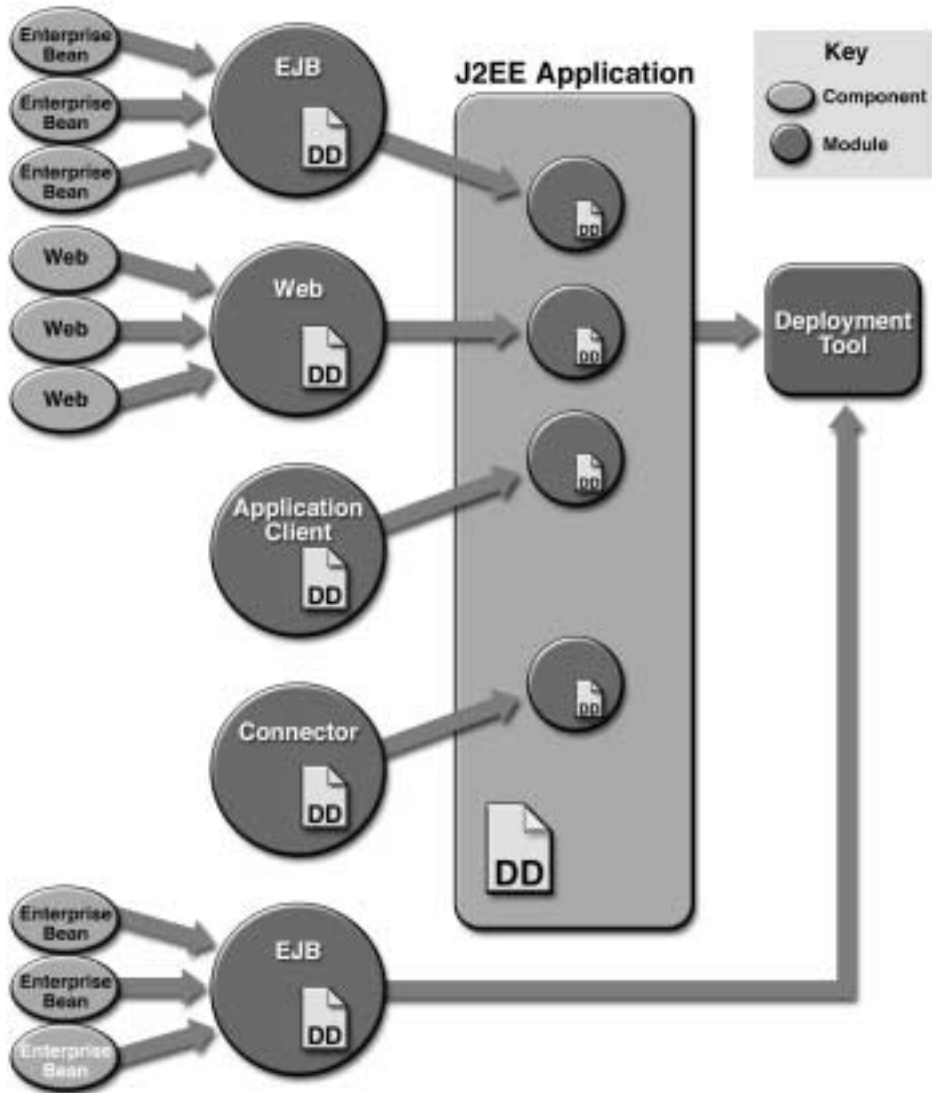 Enterprise
Bean
Enterprise
Bean
Enterprise
Bean
EJB
DD
J2EE Application
Key
Component
Module
DD
Web
Web
Web
Web
DD
DD
Deployment
Tool
Application
Client
DD
DD
Connector
DD
DD
DD
Enterprise
Bean
Enterprise
Bean
Enterprise
Bean
EJB
DD